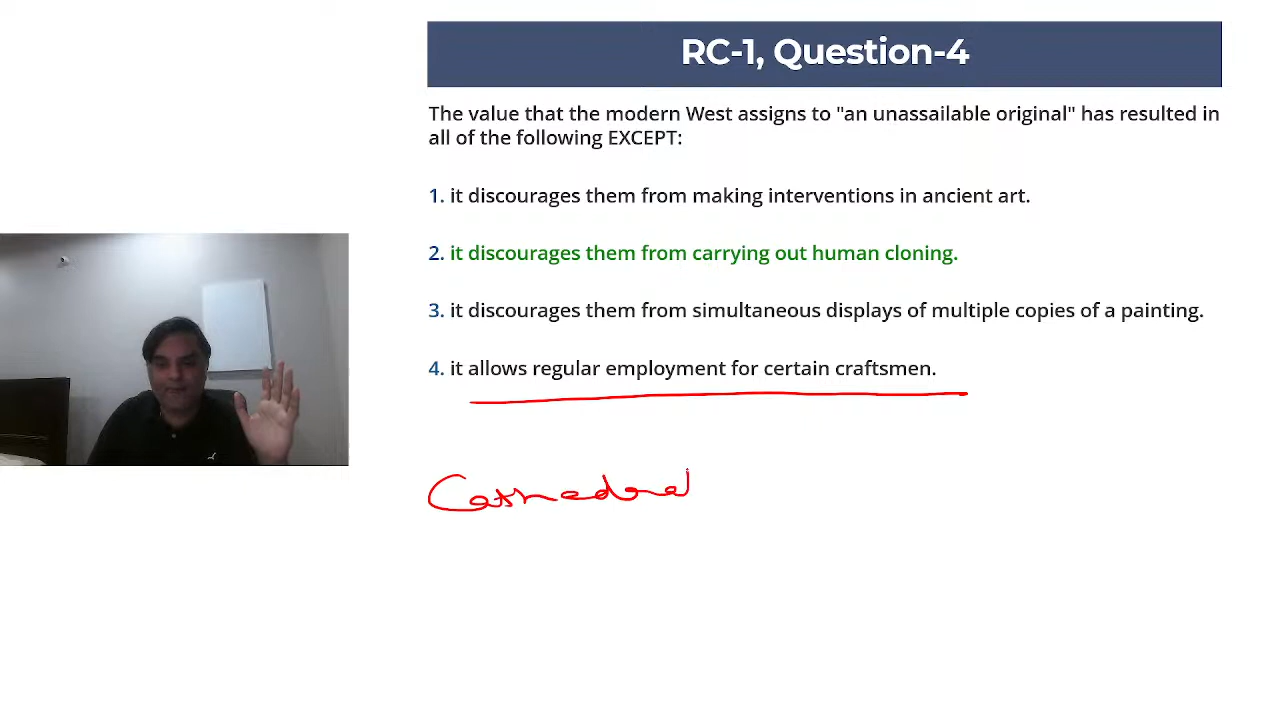 RC-1, Question-4
The value that the modern West assigns to "an unassailable original" has resulted in
all of the following EXCEPT:
1. it discourages them from making interventions in ancient art.
2. it discourages them from carrying out human cloning.
3. it discourages them from simultaneous displays of multiple copies of a painting.
4. it allows regular employment for certain craftsmen.
Cathedral